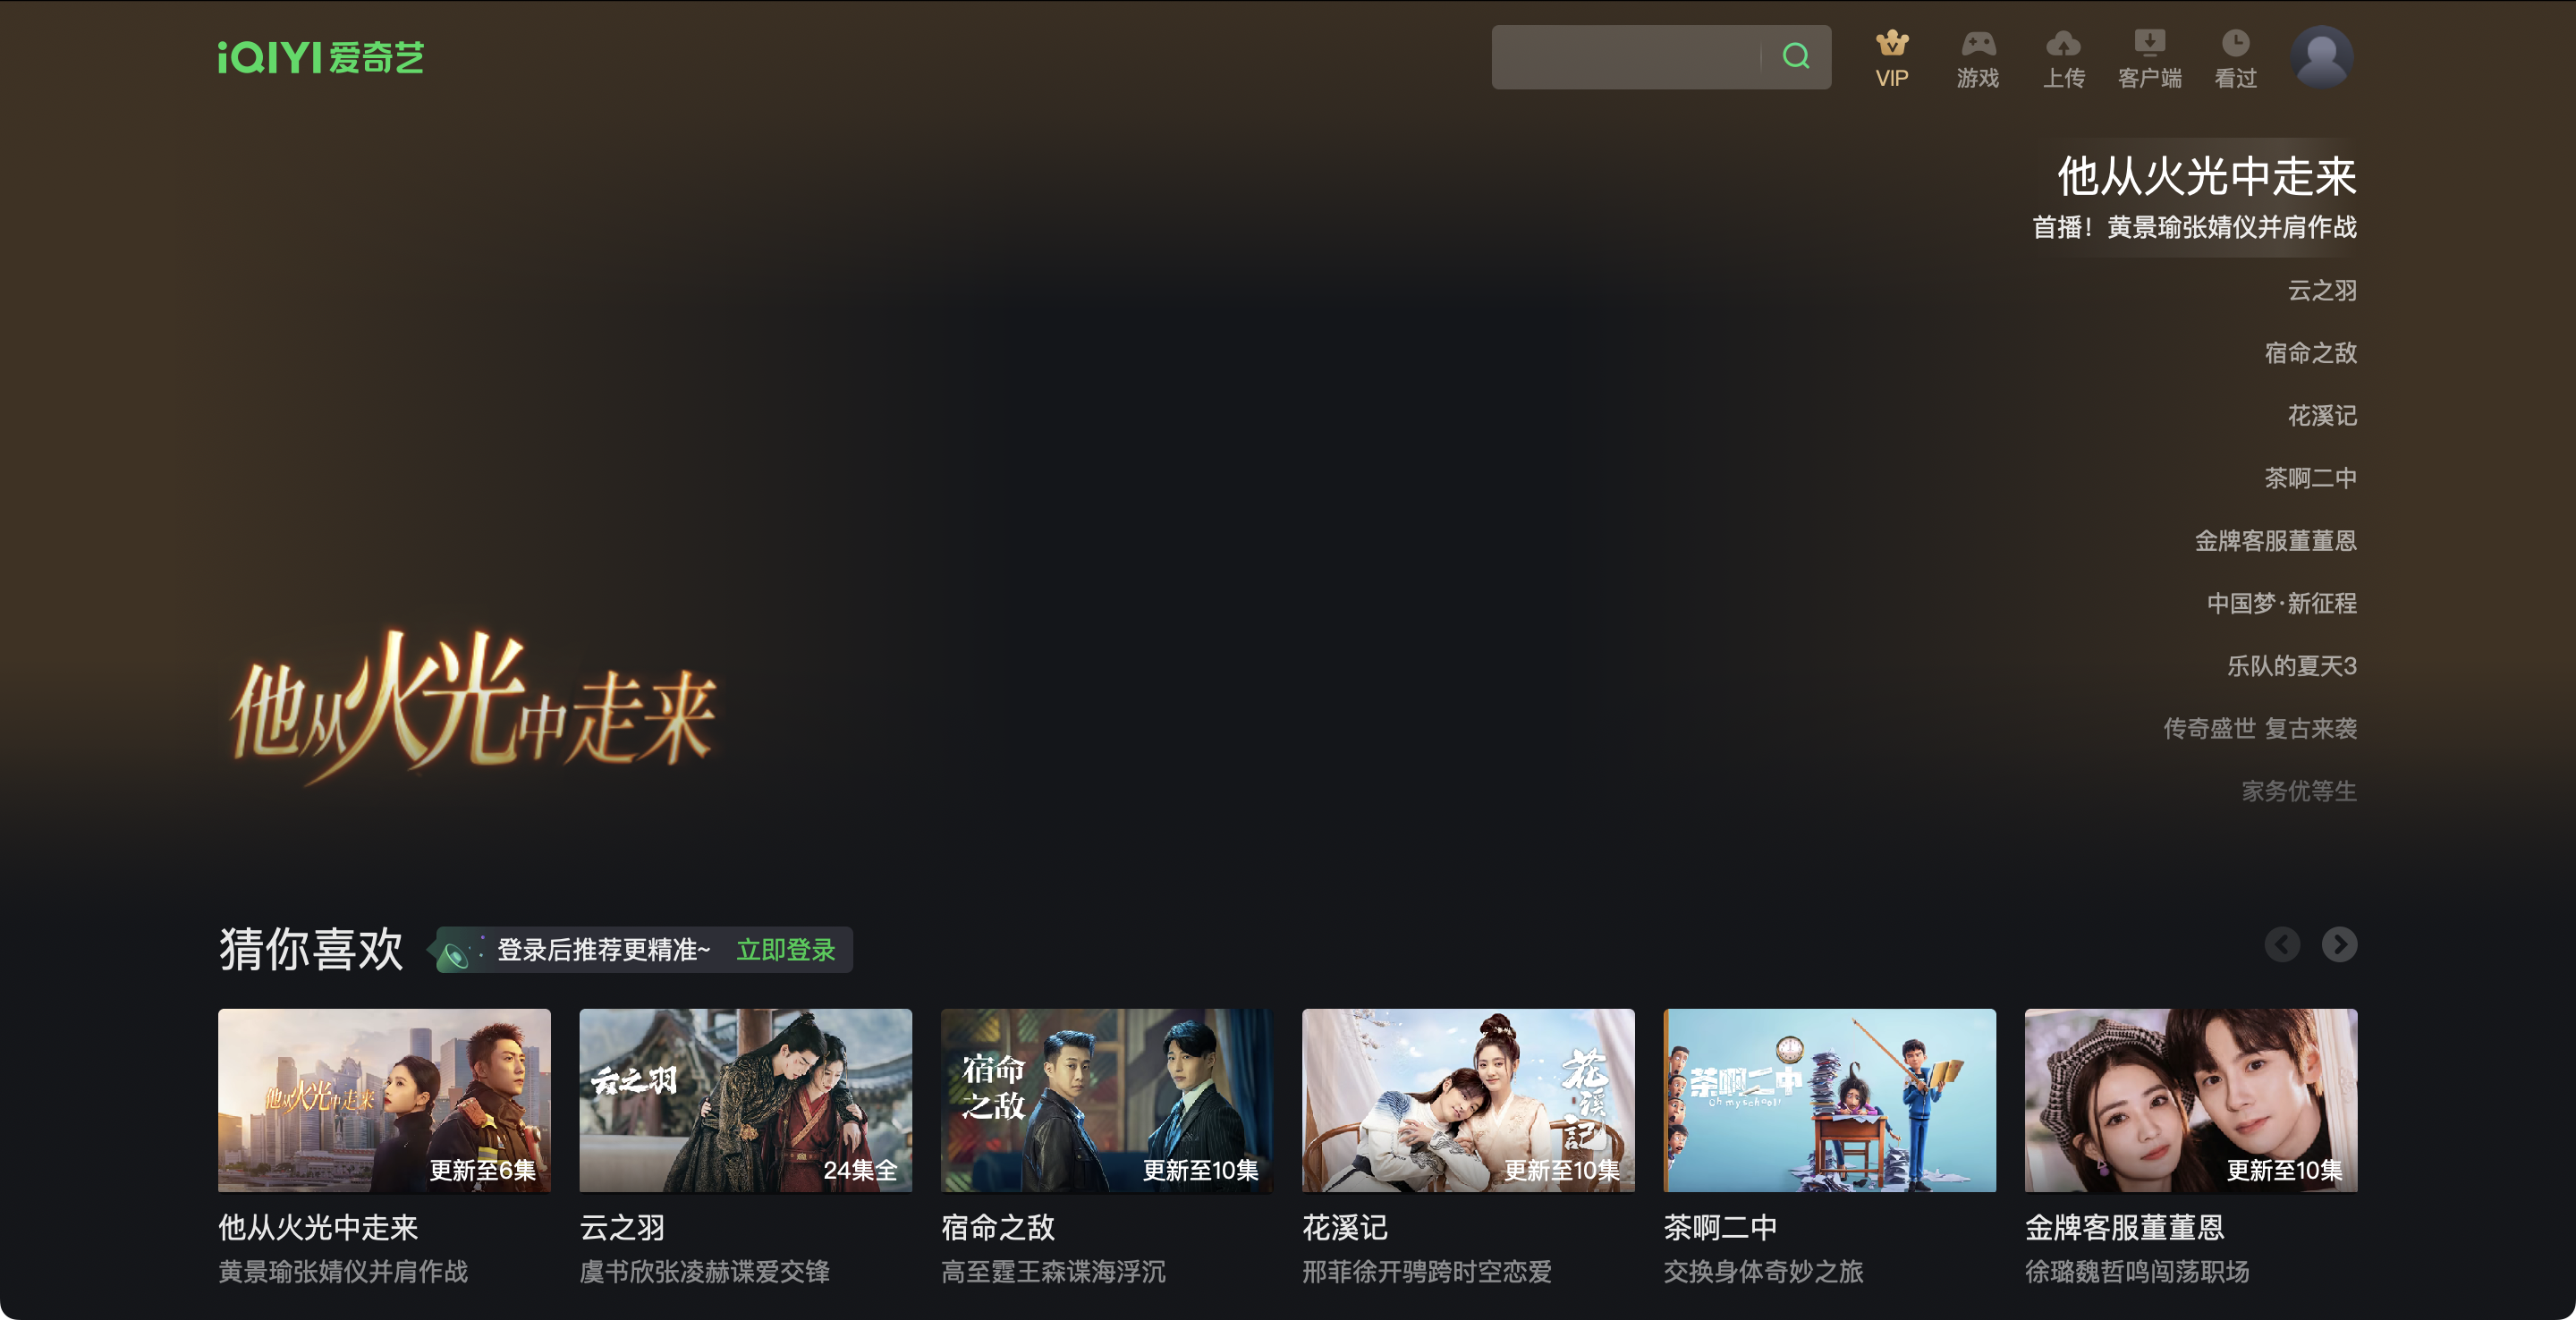 iQIYI 爱奇艺
VIP
游戏
上传
客户端
看过
他从火光中走来
首播！黄景瑜张婧仪并肩作战
云之羽
宿命之敌
花溪记
茶啊二中
金牌客服董董恩
中国梦·新征程
乐队的夏天3
传奇盛世 复古来袭
家务优等生
他从火光中走来
猜你喜欢
登录后推荐更精准~ 立即登录
他从火光中走来
更新至6集
云之羽
24集全
宿命
之敌
更新至10集
花溪記
更新至10集
茶啊二中
Oh my school!
更新至10集
他从火光中走来
黄景瑜张婧仪并肩作战
云之羽
虞书欣张凌赫谍爱交锋
宿命之敌
高至霆王森谍海浮沉
花溪记
邢菲徐开骋跨时空恋爱
茶啊二中
交换身体奇妙之旅
金牌客服董董恩
徐璐魏哲鸣闯荡职场